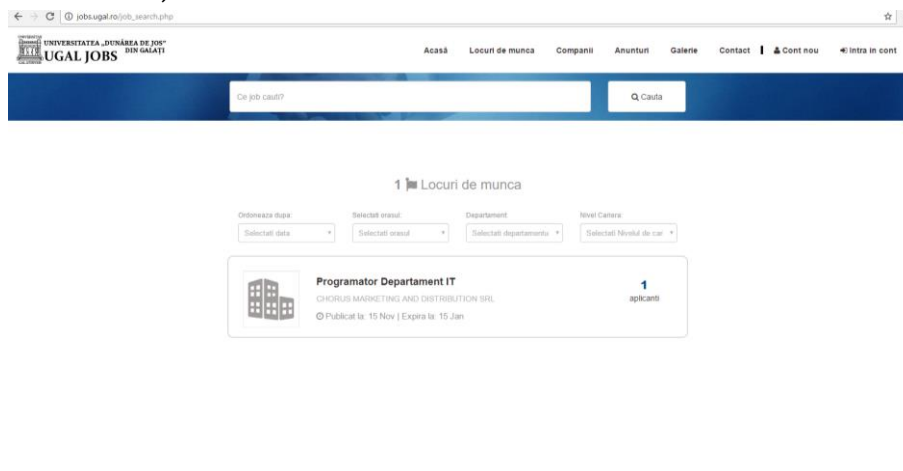 jobs.ugal.ro/job_search.php
UNIVERSITATEA „DUNĂREA DE JOS"
DIN GALAȚI
UGAL JOBS
Acasă Locuri de munca Companii Anunturi Galerie Contact Cont nou Intra in cont
Ce job cauti? Cauta
1 Locuri de munca
Ordoneaza dupa: Selectati orasul: Departament: Nivel Cariera:
Selectati data Selectati orasul Selectati departamentu Selectati Nivelul de car
Programator Departament IT
CHORUS MARKETING AND DISTRIBUTION SRL
Publicat la: 15 Nov | Expira la: 15 Jan
1
aplicanti